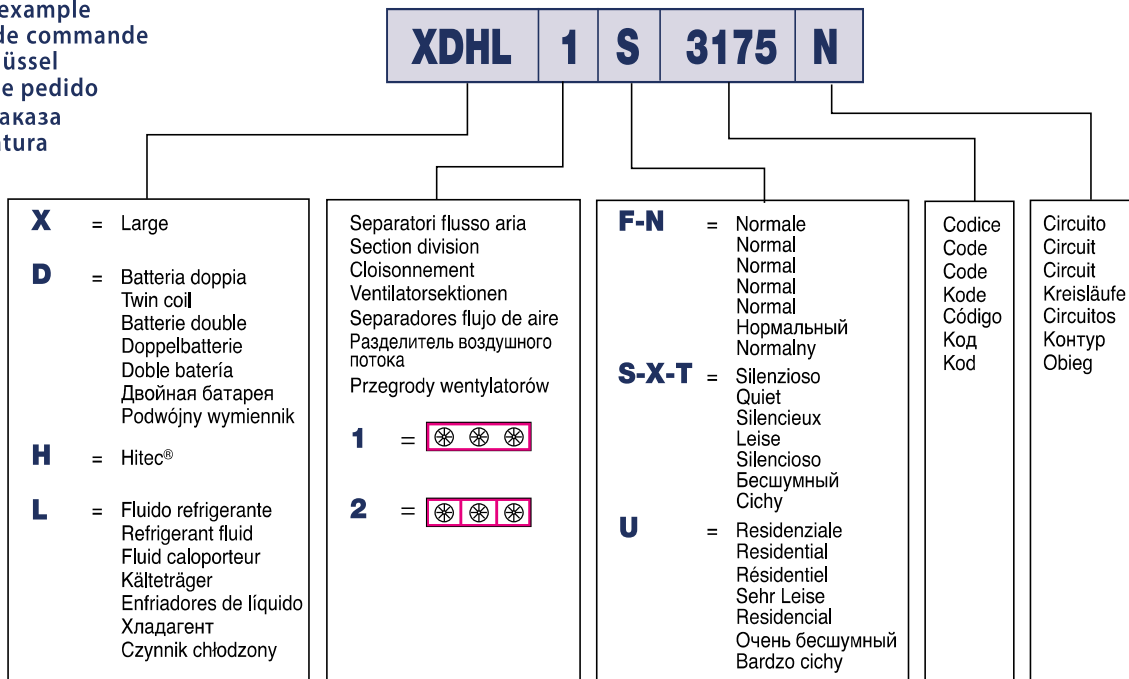 example
de commande
üssel
e pedido
аказа
atura
XDHL 1 S 3175 N
X = Large
D = Batteria doppia
Twin coil
Batterie double
Doppelbatterie
Doble batería
Двойная батарея
Podwójny wymiennik
H = Hitec®
L = Fluido refrigerante
Refrigerant fluid
Fluid caloporteur
Kälteträger
Enfriadores de líquido
Хладагент
Czynnik chłodzony
Separatori flusso aria
Section division
Cloisonnement
Ventilatorsektionen
Separadores flujo de aire
Разделитель воздушного
потока
Przegrody wentylatorów
1 =
2 =
F-N = Normale
Normal
Normal
Normal
Normal
Нормальный
Normalny
S-X-T = Silenzioso
Quiet
Silencieux
Leise
Silencioso
Бесшумный
Cichy
U = Residenziale
Residential
Résidentiel
Sehr Leise
Residencial
Очень бесшумный
Bardzo cichy
Codice
Code
Code
Kode
Código
Код
Kod
Circuito
Circuit
Circuit
Kreisläufe
Circuitos
Контур
Obieg